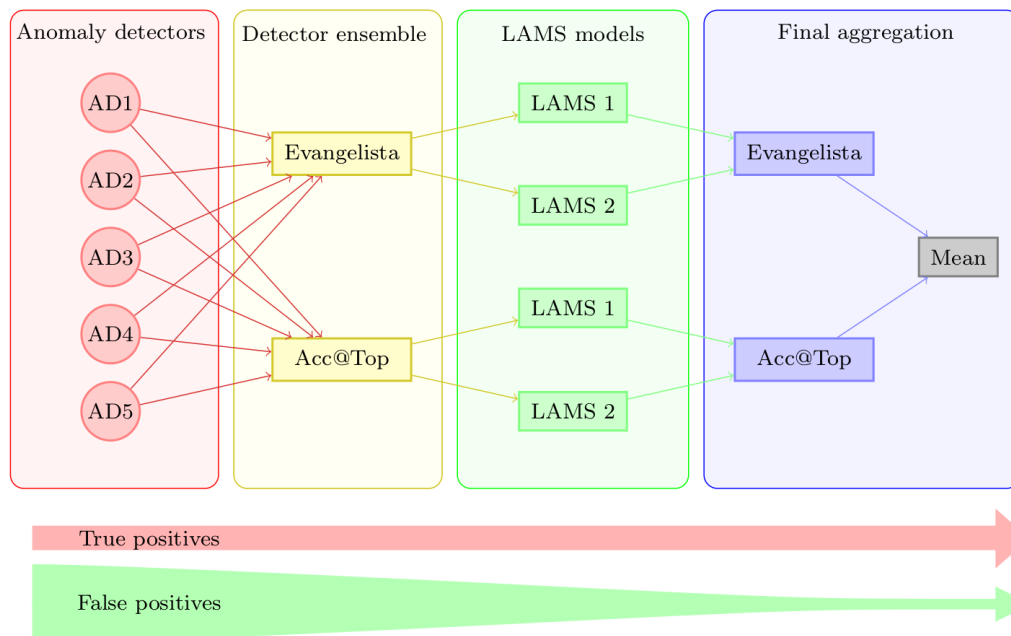 Anomaly detectors
Detector ensemble
LAMS models
Final aggregation
AD1
AD2
AD3
AD4
AD5
Evangelista
Acc@Top
LAMS 1
LAMS 2
LAMS 1
LAMS 2
Evangelista
Acc@Top
Mean
True positives
False positives